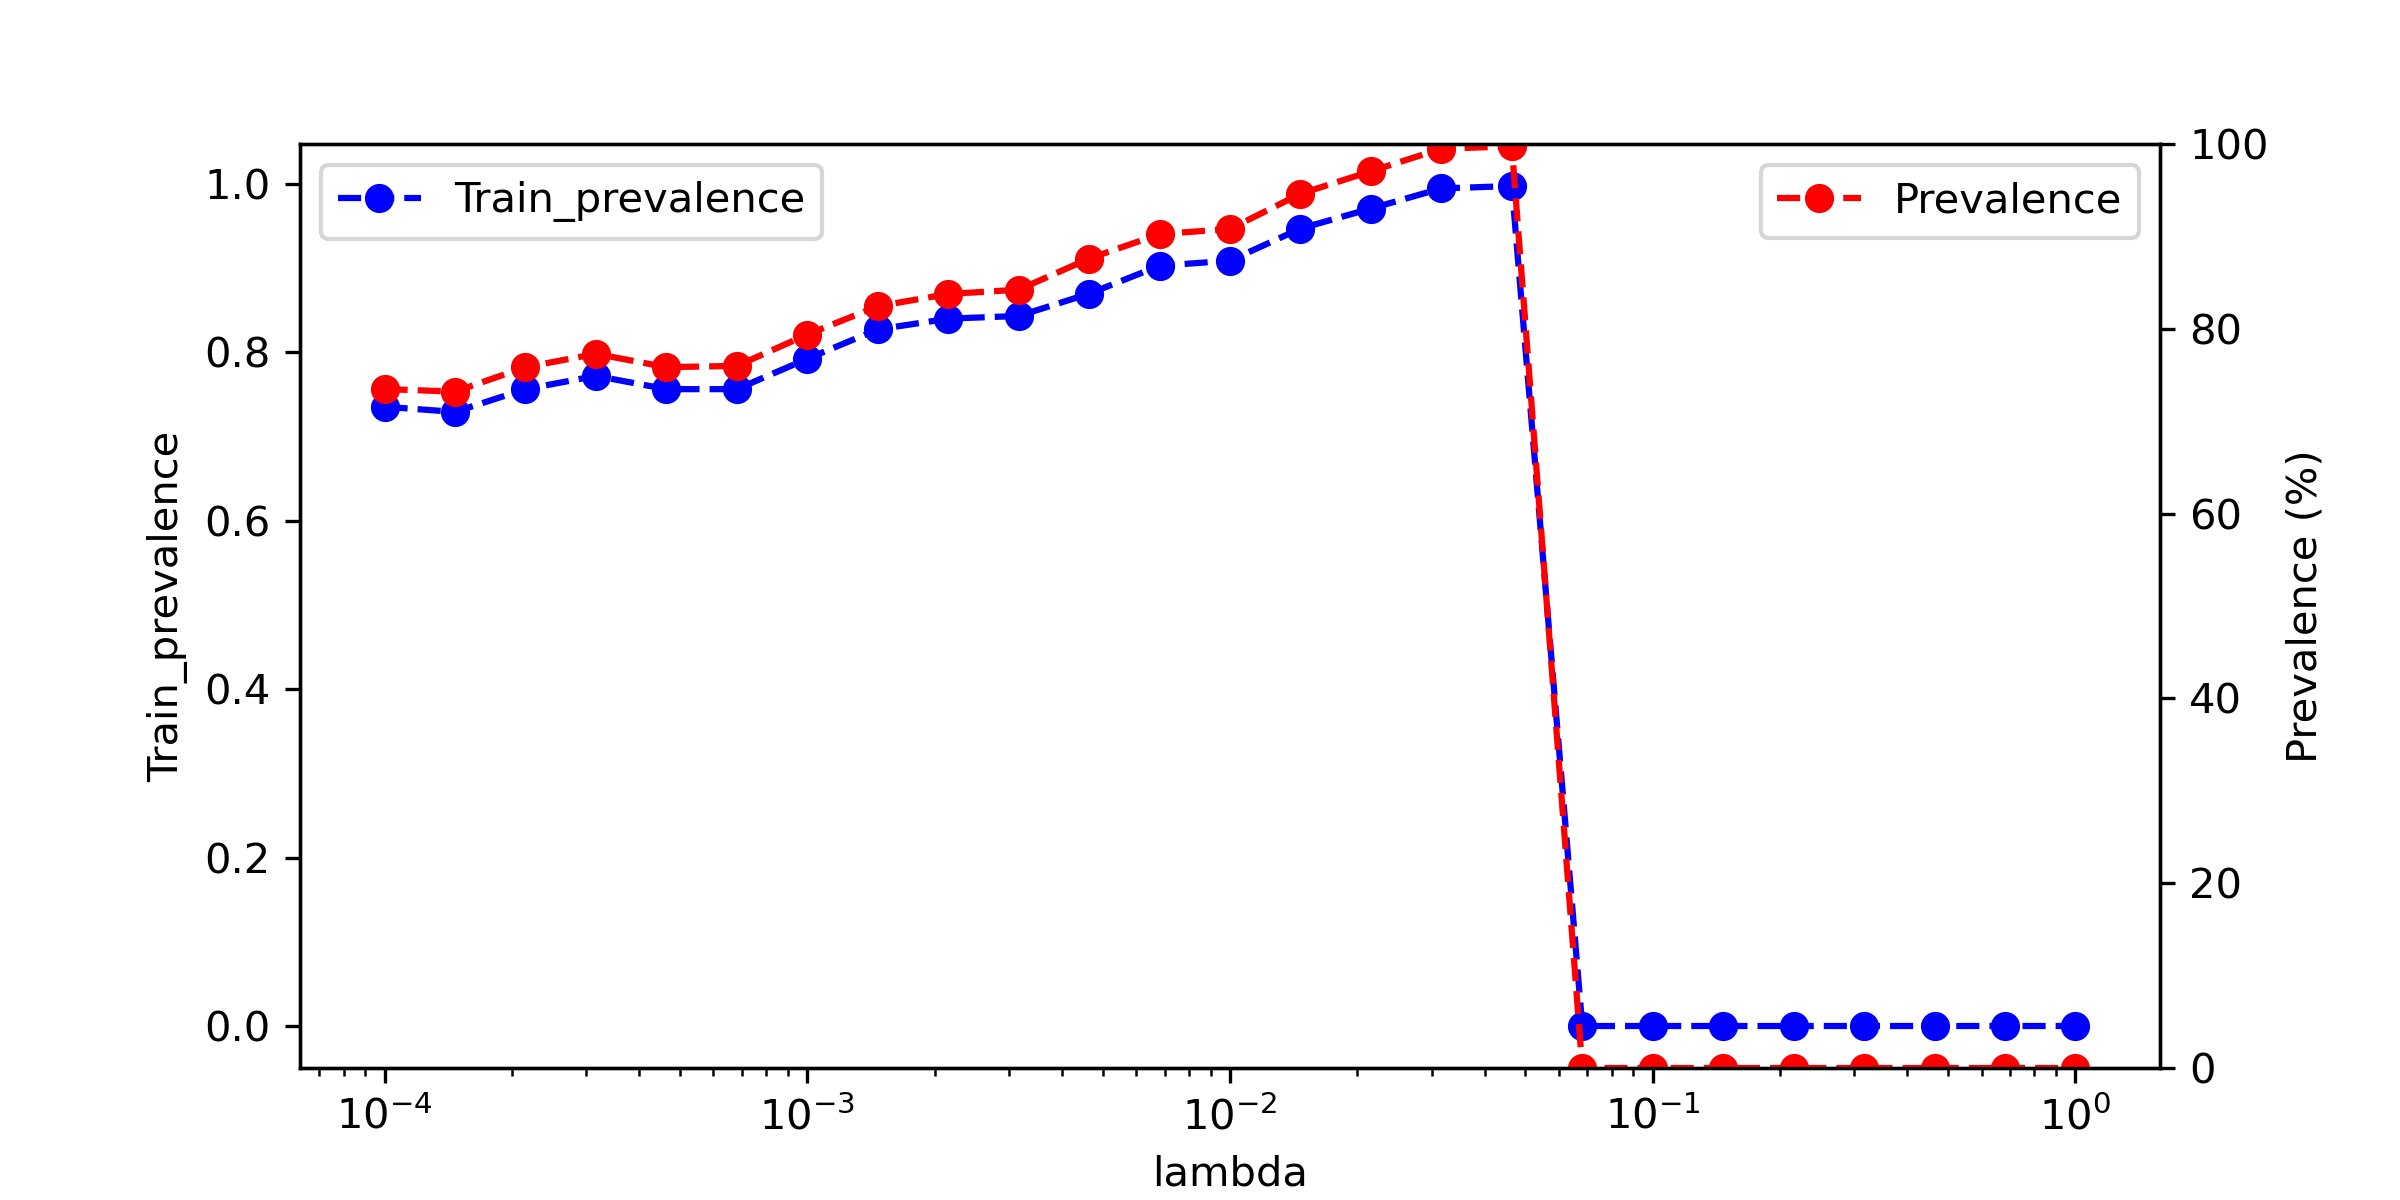 Train_prevalence
Prevalence
1.0
0.8
0.6
0.4
0.2
0.0
Train_prevalence
100
80
60
40
20
0
Prevalence (%)
10⁻⁴ 10⁻³ 10⁻² 10⁻¹ 10⁰
lambda